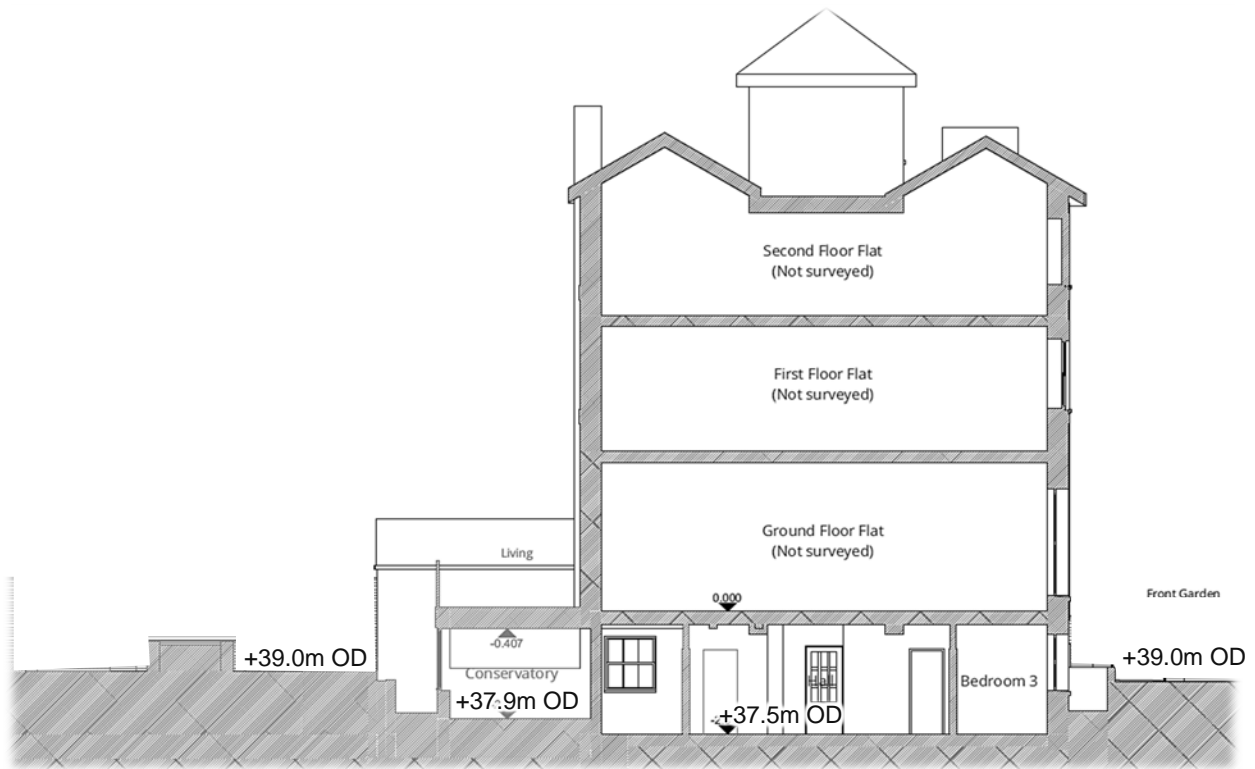 Second Floor Flat
(Not surveyed)
First Floor Flat
(Not surveyed)
Ground Floor Flat
(Not surveyed)
Living
0.000
Front Garden
-0.407
+39.0m OD
+39.0m OD
Conservatory
Hall
Bedroom 3
+37.9m OD
+37.5m OD